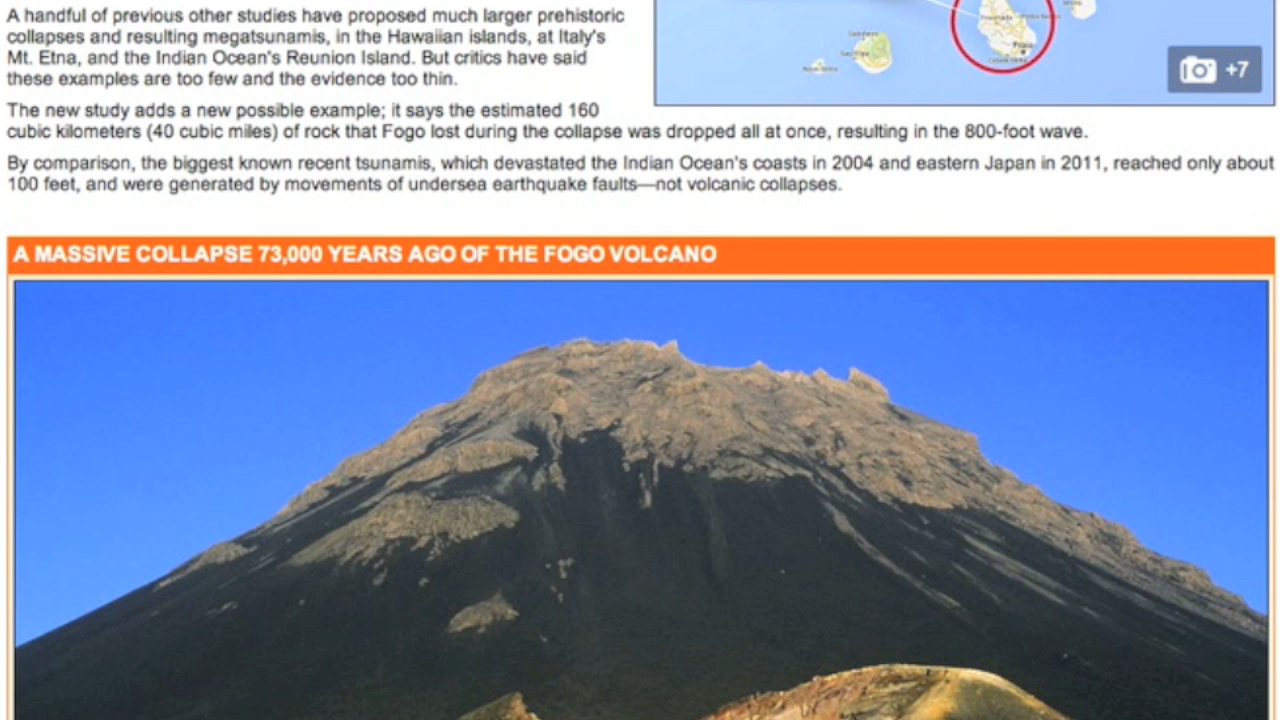 A handful of previous other studies have proposed much larger prehistoric
collapses and resulting megatsunamis, in the Hawaiian islands, at Italy's
Mt. Etna, and the Indian Ocean's Reunion Island. But critics have said
these examples are too few and the evidence too thin.
Praia
+7
The new study adds a new possible example; it says the estimated 160
cubic kilometers (40 cubic miles) of rock that Fogo lost during the collapse was dropped all at once, resulting in the 800-foot wave.
By comparison, the biggest known recent tsunamis, which devastated the Indian Ocean's coasts in 2004 and eastern Japan in 2011, reached only about
100 feet, and were generated by movements of undersea earthquake faults—not volcanic collapses.
A MASSIVE COLLAPSE 73,000 YEARS AGO OF THE FOGO VOLCANO